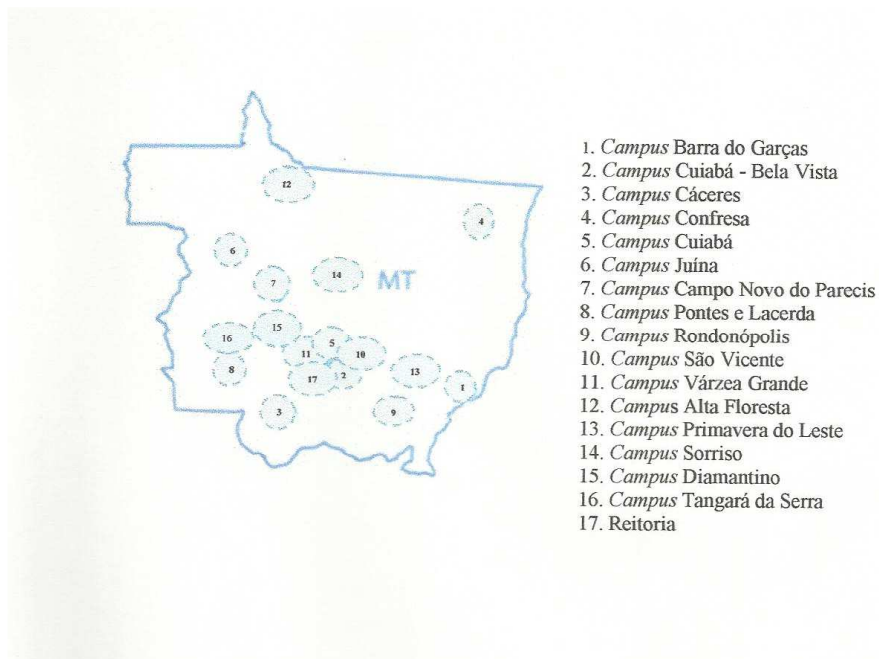 12
4
6
7
14
MT
15
16
5
11
10
8
17
2
13
1
3
9
1. Campus Barra do Garças
2. Campus Cuiabá - Bela Vista
3. Campus Cáceres
4. Campus Confresa
5. Campus Cuiabá
6. Campus Juína
7. Campus Campo Novo do Parecis
8. Campus Pontes e Lacerda
9. Campus Rondonópolis
10. Campus São Vicente
11. Campus Várzea Grande
12. Campus Alta Floresta
13. Campus Primavera do Leste
14. Campus Sorriso
15. Campus Diamantino
16. Campus Tangará da Serra
17. Reitoria